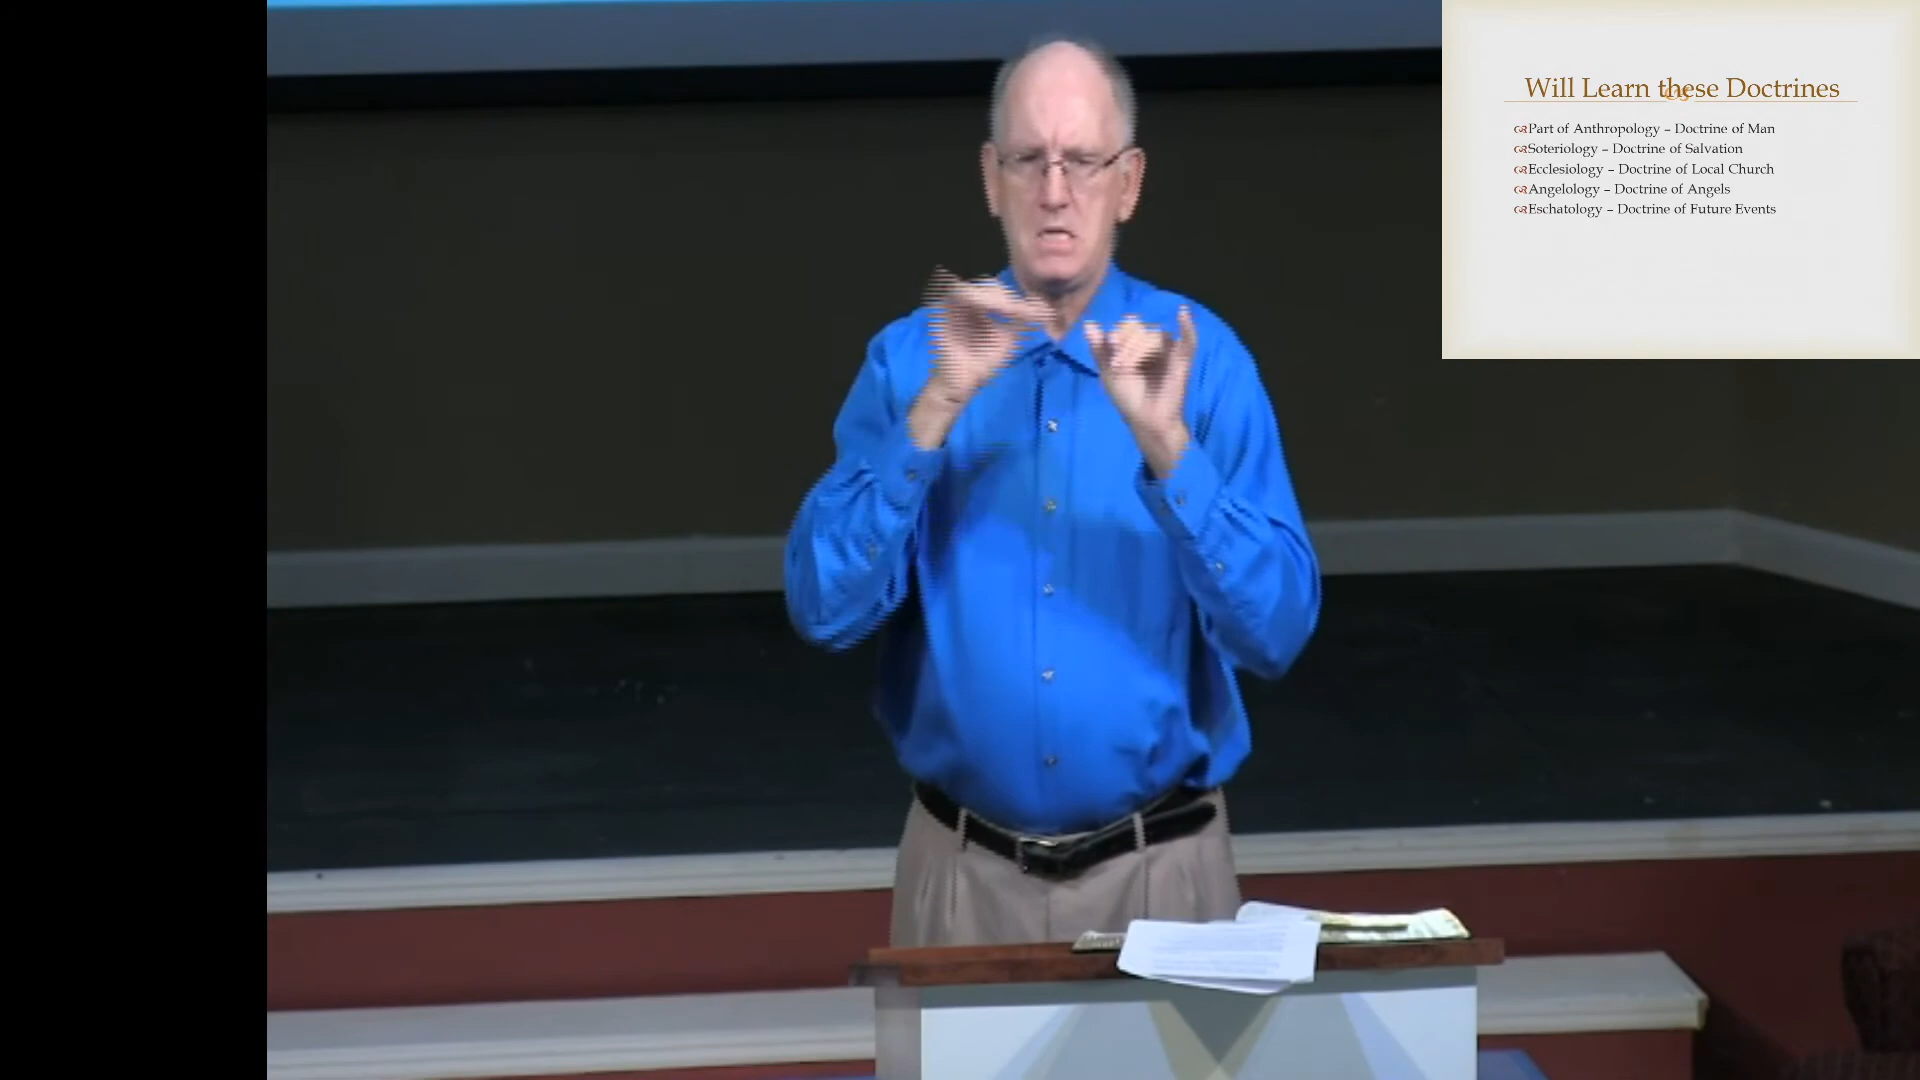 Will Learn these Doctrines
Part of Anthropology – Doctrine of Man
Soteriology – Doctrine of Salvation
Ecclesiology – Doctrine of Local Church
Angelology – Doctrine of Angels
Eschatology – Doctrine of Future Events